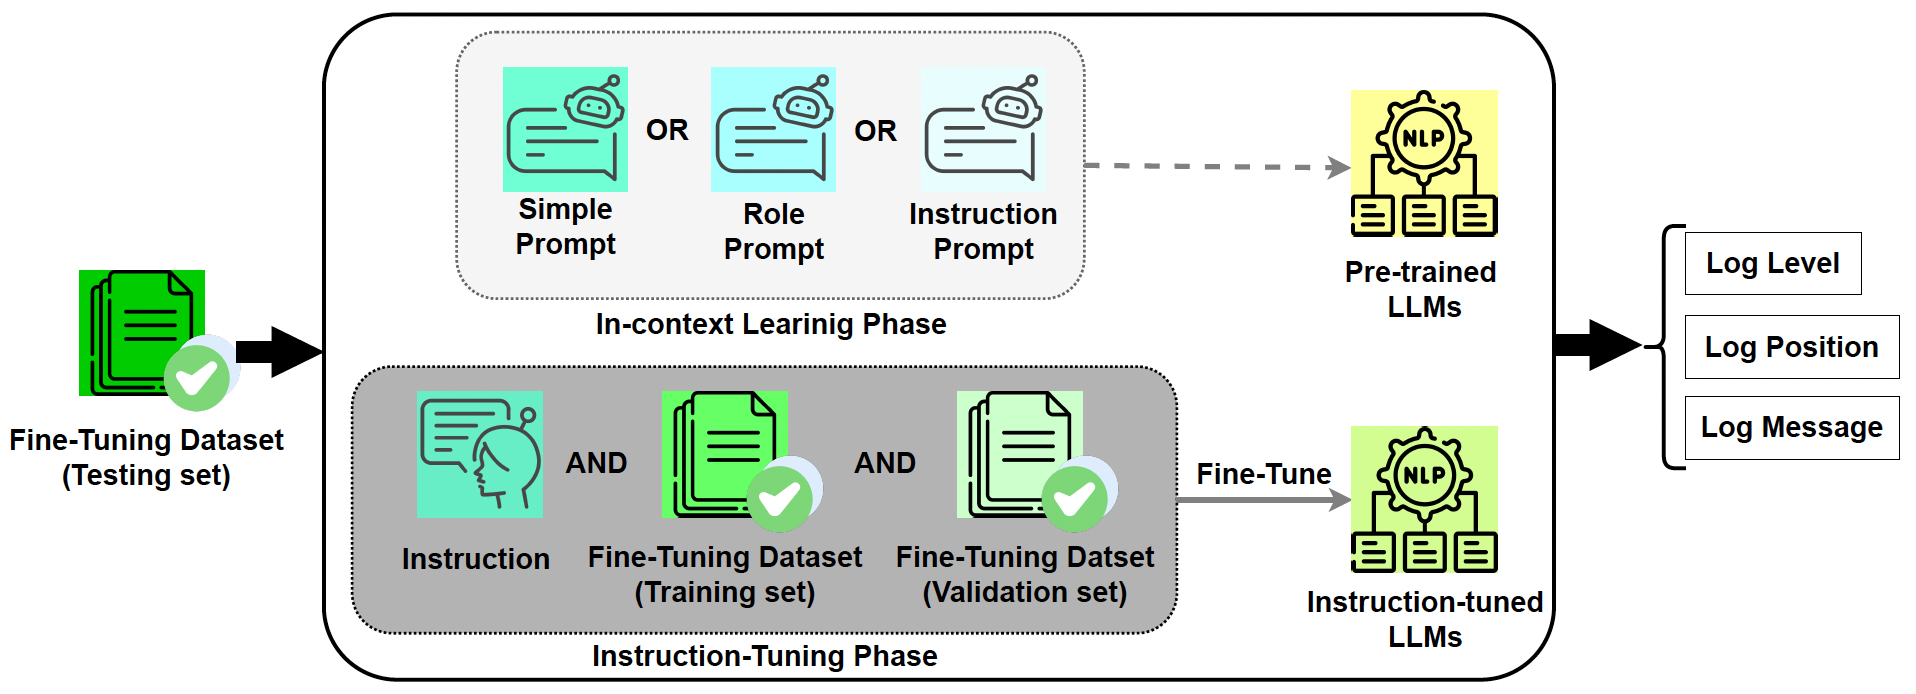 Simple
Prompt
OR
Role
Prompt
OR
Instruction
Prompt
In-context Learinig Phase
NLP
Pre-trained
LLMs
Fine-Tuning Dataset
(Testing set)
Instruction
AND
Fine-Tuning Dataset
(Training set)
AND
Fine-Tuning Datset
(Validation set)
Instruction-Tuning Phase
Fine-Tune
NLP
Instruction-tuned
LLMs
Log Level
Log Position
Log Message